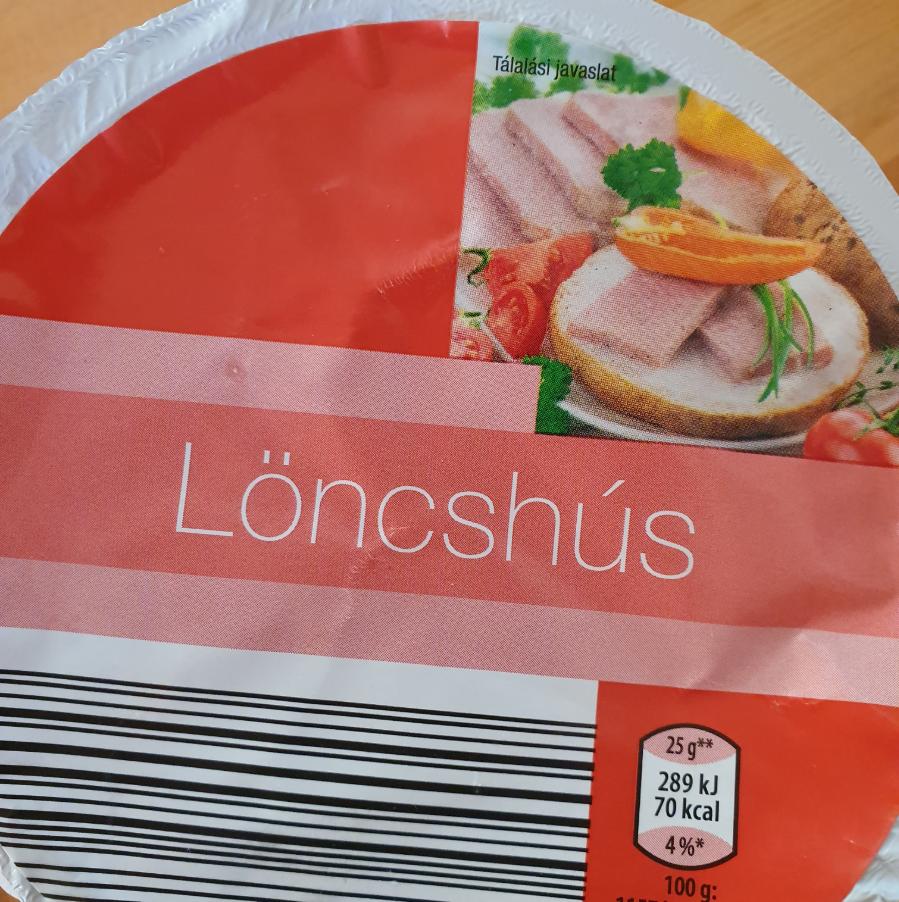 Tálalási javaslat
Löncshús
25 g**
289 kJ
70 kcal
4%*
100 g: